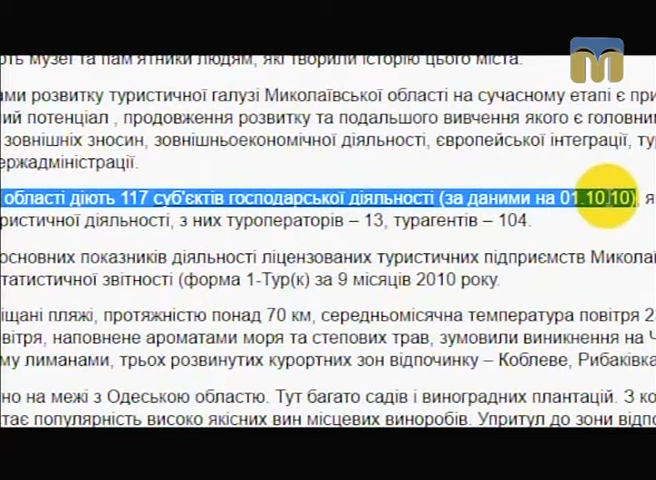 ють музеї та пам'ятники людям, які творили історію цього міста.
ами розвитку туристичної галузі Миколаївської області на сучасному етапі є при
ний потенціал , продовження розвитку та подальшого вивчення якого є головним
зовнішніх зносин, зовнішньоекономічної діяльності, європейської інтеграції, ту
ержадміністрації.
області діють 117 суб'єктів господарської діяльності (за даними на 01.10.10), я
ристичної діяльності, з них туроператорів – 13, турагентів – 104.
основних показників діяльності ліцензованих туристичних підприємств Микола
татистичної звітності (форма 1-Тур(к) за 9 місяців 2010 року.
іщані пляжі, протяжністю понад 70 км, середньомісячна температура повітря 2
вітря, наповнене ароматами моря та степових трав, зумовили виникнення на Ч
му лиманами, трьох розвинутих курортних зон відпочинку – Коблеве, Рибаківка
но на межі з Одеською областю. Тут багато садів і виноградних плантацій. З ко
тає популярність високо якісних вин місцевих виноробів. Упритул до зони відпо